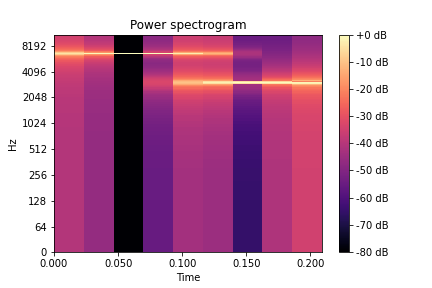 Power spectrogram
8192
4096
2048
1024
512
256
128
64
0
Hz
0.000 0.050 0.100 0.150 0.200
Time
+0 dB
-10 dB
-20 dB
-30 dB
-40 dB
-50 dB
-60 dB
-70 dB
-80 dB